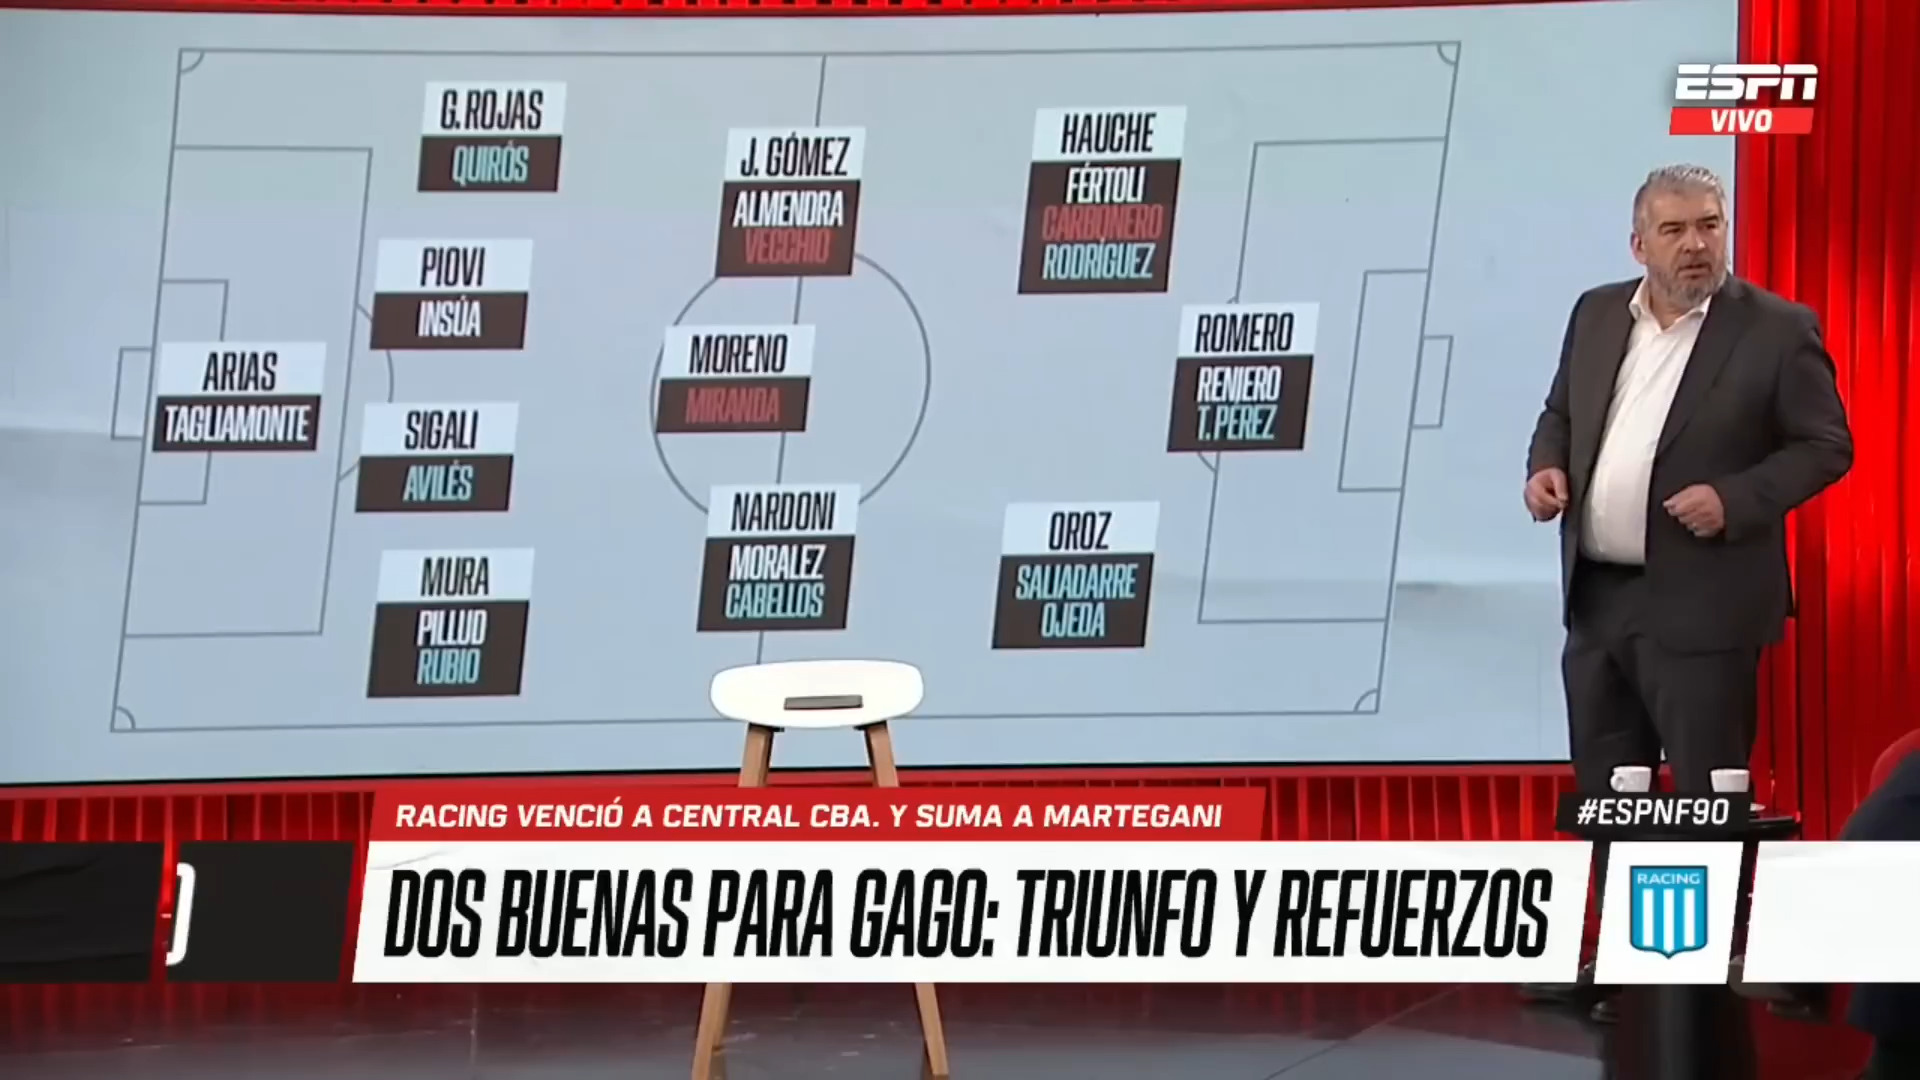 ESPN
VIVO
G. ROJAS
QUIRÓS
J. GÓMEZ
ALMENDRA
VECCHIO
HAUCHE
FÉRTOLI
CARBONERO
RODRÍGUEZ
PIOVI
INSÚA
MORENO
MIRANDA
ROMERO
RENIERO
T. PEREZ
ARIAS
TAGLIAMONTE
SIGALI
AVILÉS
NARDONI
MORALEZ
CABELLOS
OROZ
SALIADARRE
OJEDA
MURA
PILLUD
RUBIO
RACING VENCIÓ A CENTRAL CBA. Y SUMA A MARTEGANI
#ESPNF90
DOS BUENAS PARA GAGO: TRIUNFO Y REFUERZOS
RACING